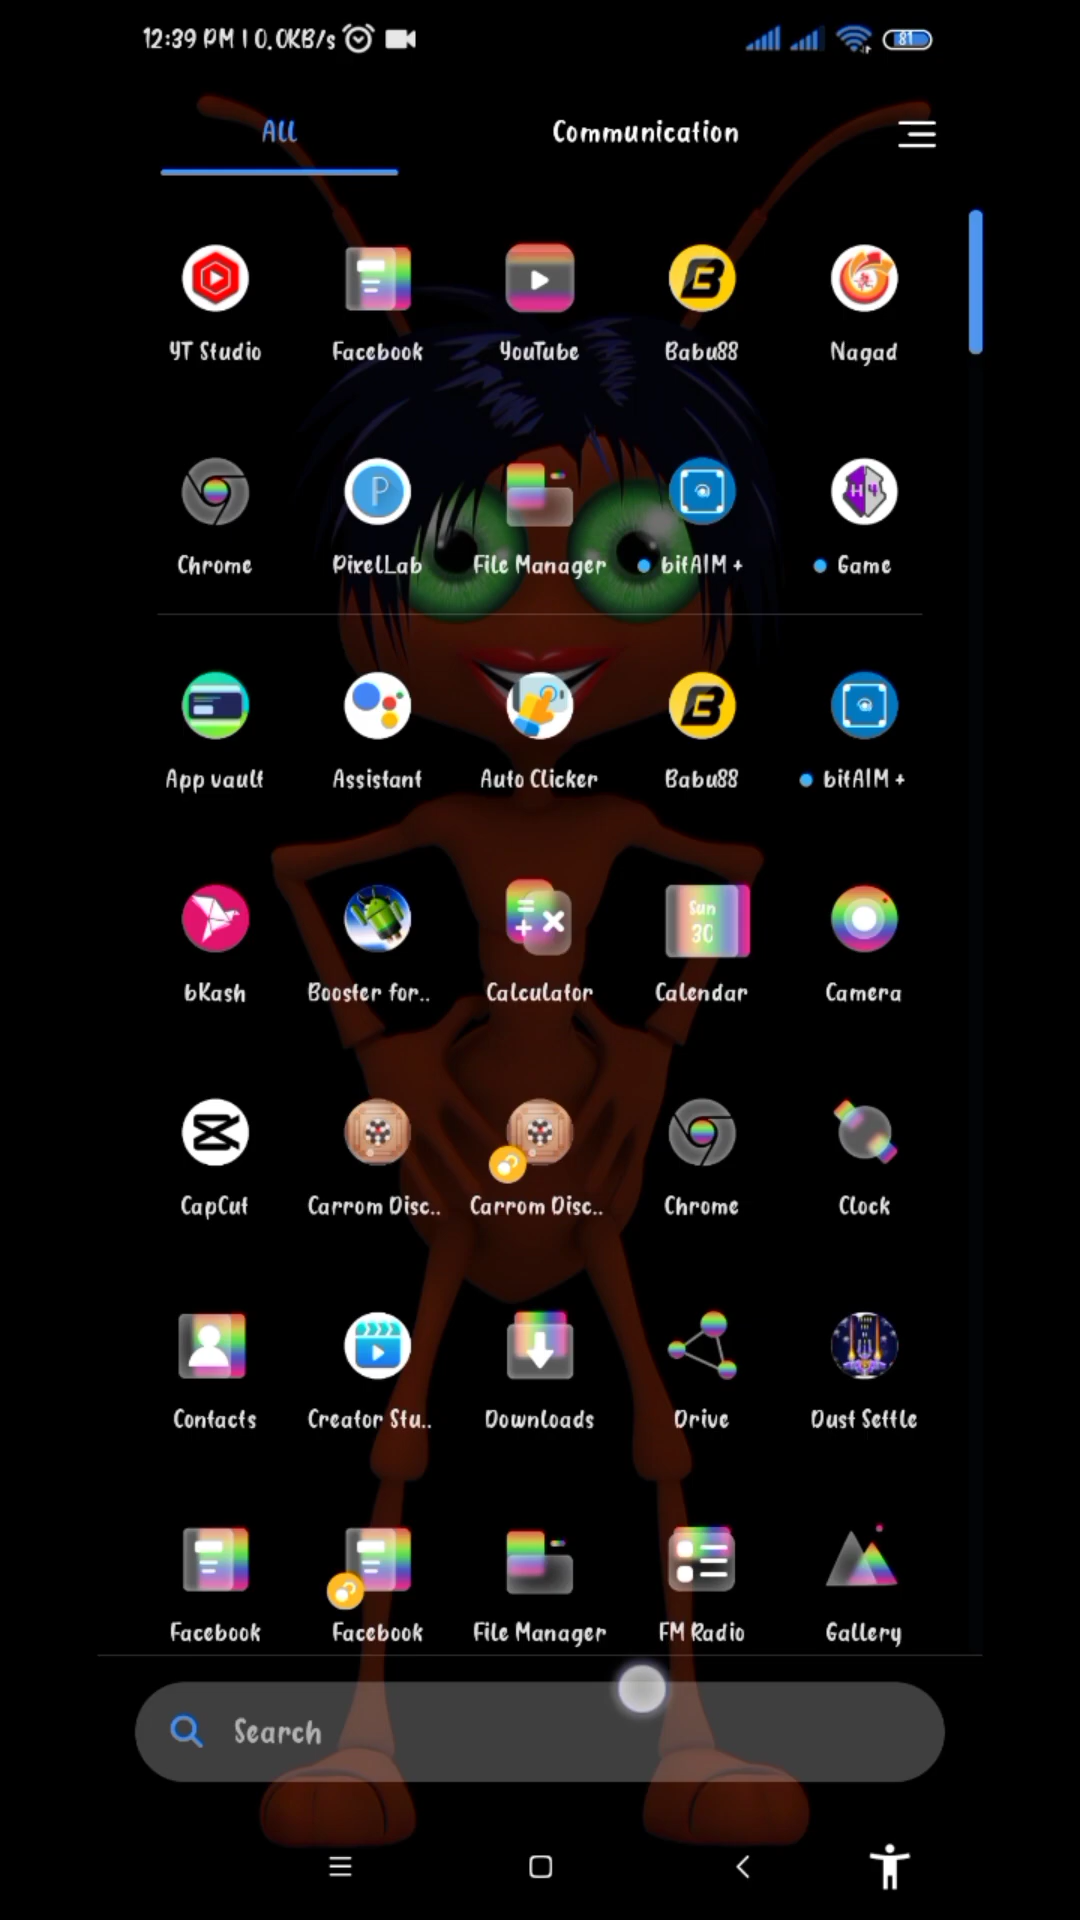 12:39 PM | 0.0KB/s
81
All
Communication
YT Studio
Facebook
YouTube
Babu88
Nagad
Chrome
PixelLab
File Manager
bitAIM +
Game
App vault
Assistant
Auto Clicker
Babu88
bitAIM +
Sun
30
bKash
Booster for..
Calculator
Calendar
Camera
CapCut
Carrom Disc..
Carrom Disc..
Chrome
Clock
Contacts
Creator Stu..
Downloads
Drive
Dust Settle
Facebook
Facebook
File Manager
FM Radio
Gallery
Search